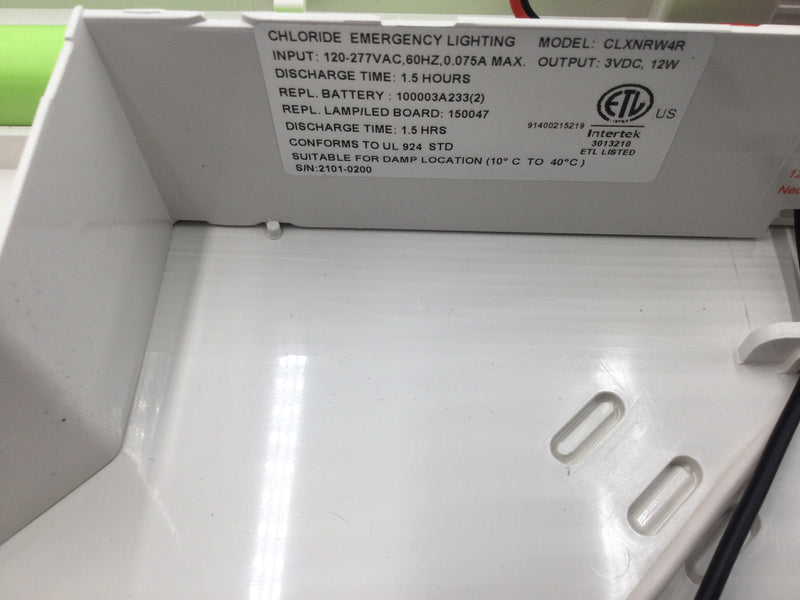 CHLORIDE EMERGENCY LIGHTING MODEL: CLXNRW4R
INPUT: 120-277VAC,60HZ,0.075A MAX. OUTPUT: 3VDC, 12W
DISCHARGE TIME: 1.5 HOURS
REPL. BATTERY : 100003A233(2)
REPL. LAMP/LED BOARD: 150047
DISCHARGE TIME: 1.5 HRS
CONFORMS TO UL 924 STD
SUITABLE FOR DAMP LOCATION (10° C TO 40°C )
S/N:2101-0200
ETL
US
91400215219
Intertek
3013210
ETL LISTED